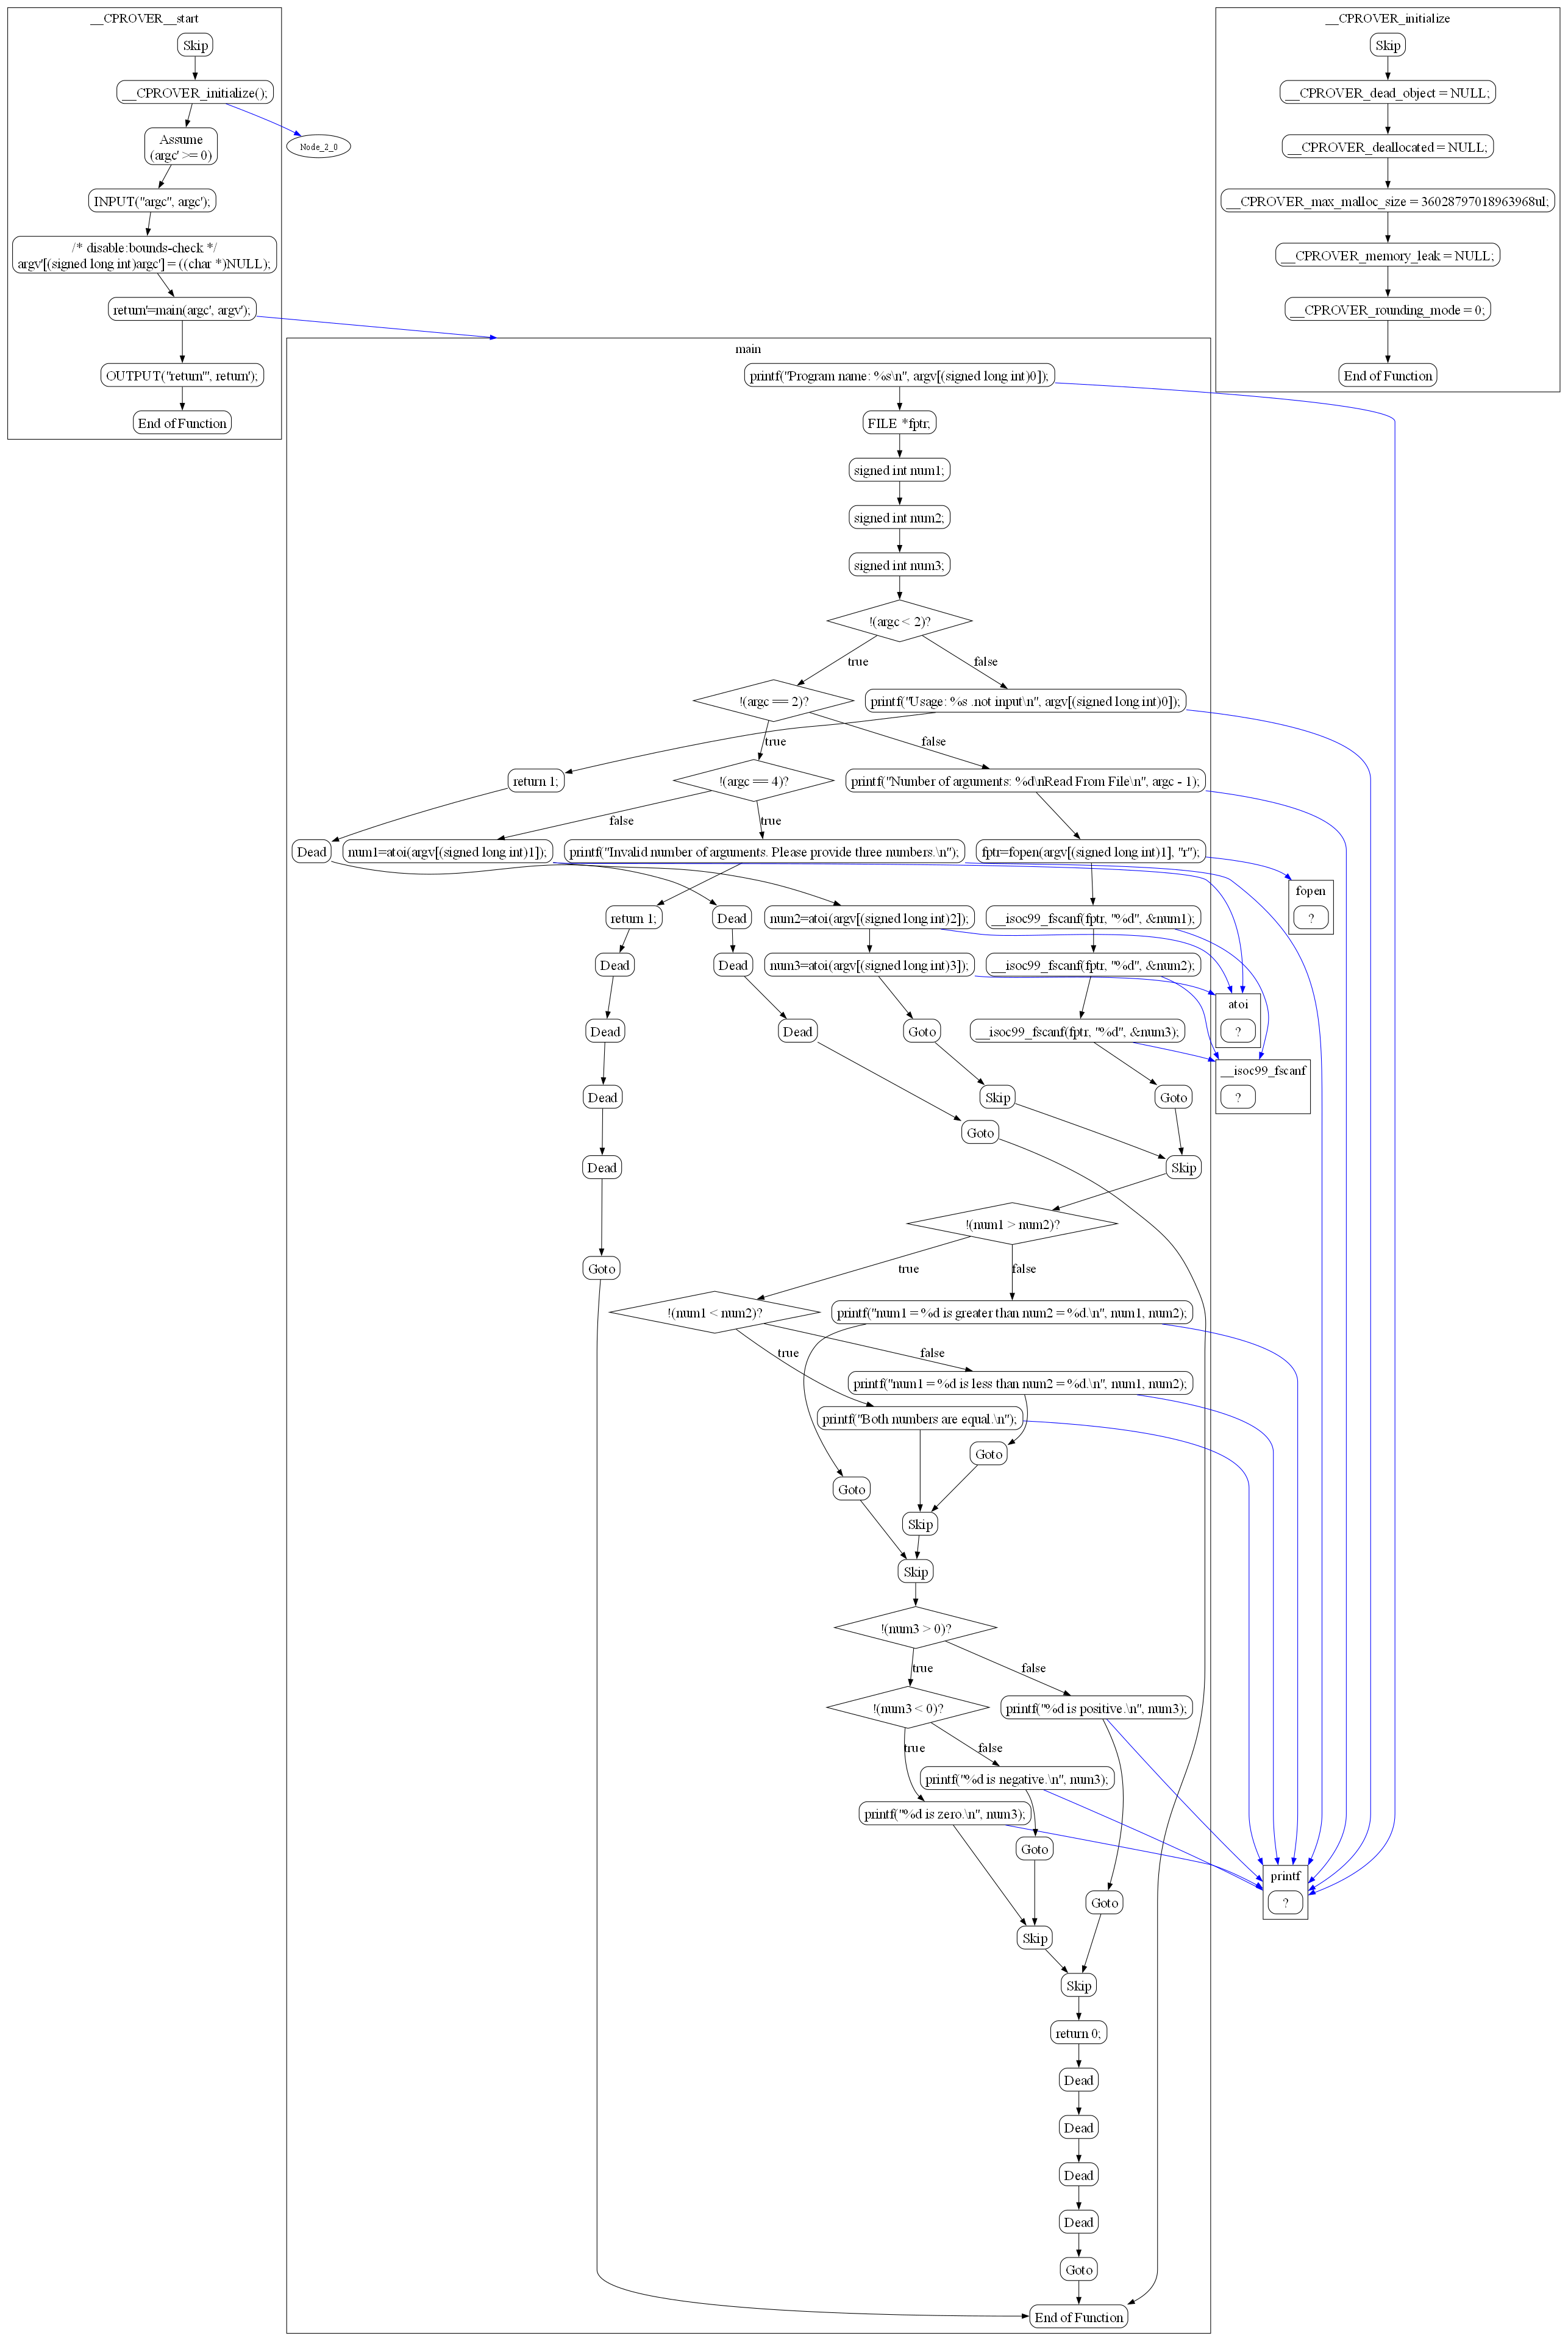 __CPROVER__start
Skip
__CPROVER_initialize();
Assume
(argc' >= 0)
INPUT("argc", argc');
/* disable:bounds-check */
argv'[(signed long int)argc'] = ((char *)NULL);
return'=main(argc', argv');
OUTPUT("return'", return');
End of Function
Node_2_0
__CPROVER_initialize
Skip
__CPROVER_dead_object = NULL;
__CPROVER_deallocated = NULL;
__CPROVER_max_malloc_size = 36028797018963968ul;
__CPROVER_memory_leak = NULL;
__CPROVER_rounding_mode = 0;
End of Function
main
printf("Program name: %s\n", argv[(signed long int)0]);
FILE *fptr;
signed int num1;
signed int num2;
signed int num3;
!(argc < 2)?
true
false
!(argc == 2)?
printf("Usage: %s .not input\n", argv[(signed long int)0]);
true
false
return 1;
!(argc == 4)?
printf("Number of arguments: %d\nRead From File\n", argc - 1);
false
true
Dead
num1=atoi(argv[(signed long int)1]);
printf("Invalid number of arguments. Please provide three numbers.\n");
fptr=fopen(argv[(signed long int)1], "r");
fopen
?
return 1;
Dead
num2=atoi(argv[(signed long int)2]);
__isoc99_fscanf(fptr, "%d", &num1);
Dead
Dead
num3=atoi(argv[(signed long int)3]);
__isoc99_fscanf(fptr, "%d", &num2);
atoi
?
Dead
Dead
Goto
__isoc99_fscanf(fptr, "%d", &num3);
__isoc99_fscanf
?
Dead
Skip
Goto
Goto
Dead
Skip
!(num1 > num2)?
Goto
true
false
!(num1 < num2)?
printf("num1 = %d is greater than num2 = %d.\n", num1, num2);
true
false
printf("num1 = %d is less than num2 = %d.\n", num1, num2);
printf("Both numbers are equal.\n");
Goto
Goto
Skip
Skip
!(num3 > 0)?
true
false
!(num3 < 0)?
printf("%d is positive.\n", num3);
true
false
printf("%d is negative.\n", num3);
printf("%d is zero.\n", num3);
Goto
printf
?
Goto
Skip
Skip
return 0;
Dead
Dead
Dead
Dead
Goto
End of Function